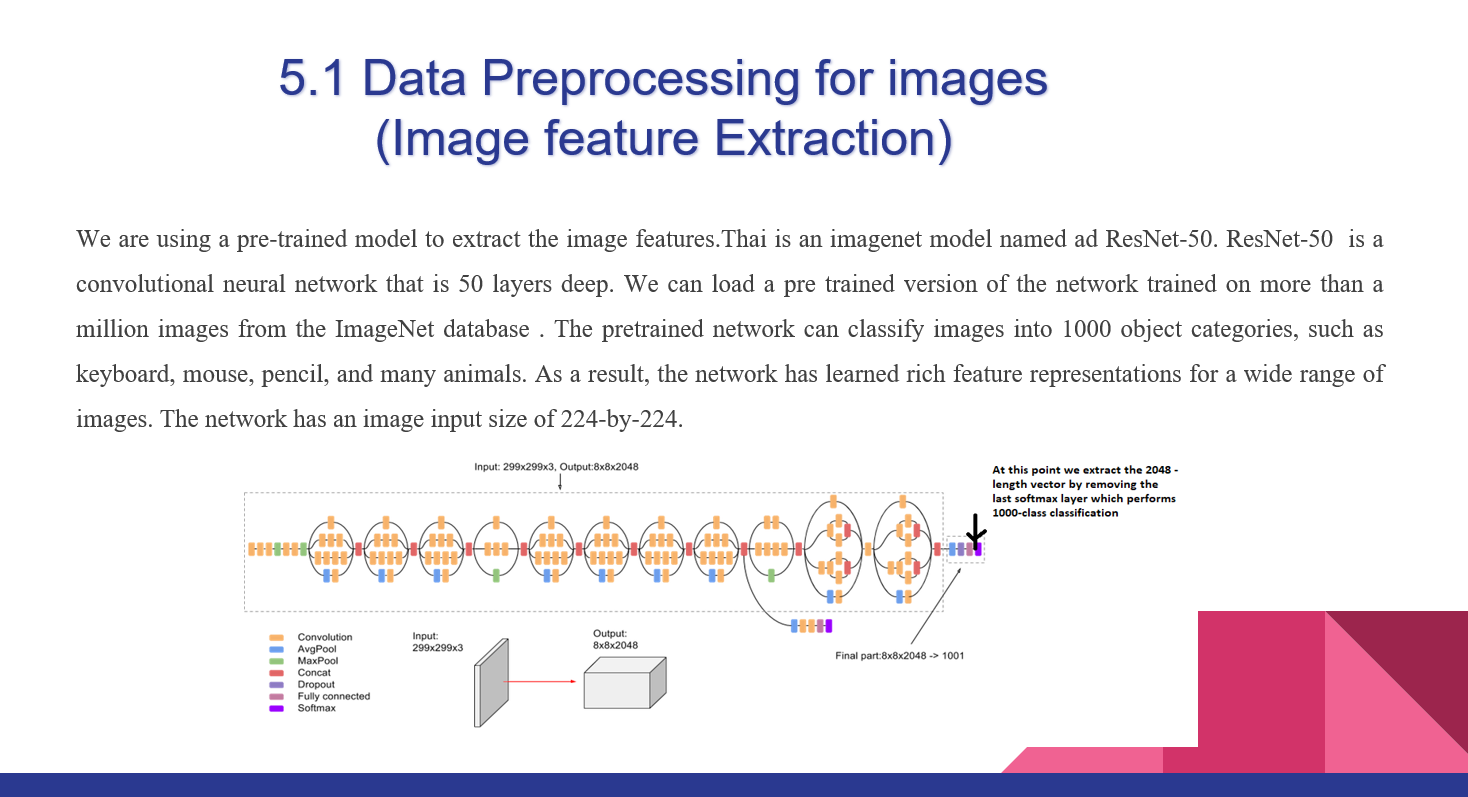 5.1 Data Preprocessing for images
(Image feature Extraction)
We are using a pre-trained model to extract the image features.Thai is an imagenet model named ad ResNet-50. ResNet-50  is a
convolutional neural network that is 50 layers deep. We can load a pre trained version of the network trained on more than a
million images from the ImageNet database . The pretrained network can classify images into 1000 object categories, such as
keyboard, mouse, pencil, and many animals. As a result, the network has learned rich feature representations for a wide range of
images. The network has an image input size of 224-by-224.
Input: 299x299x3, Output:8x8x2048
At this point we extract the 2048 -
length vector by removing the
last softmax layer which performs
1000-class classification
Convolution
AvgPool
MaxPool
Concat
Dropout
Fully connected
Softmax
Input:
299x299x3
Output:
8x8x2048
Final part:8x8x2048 -> 1001